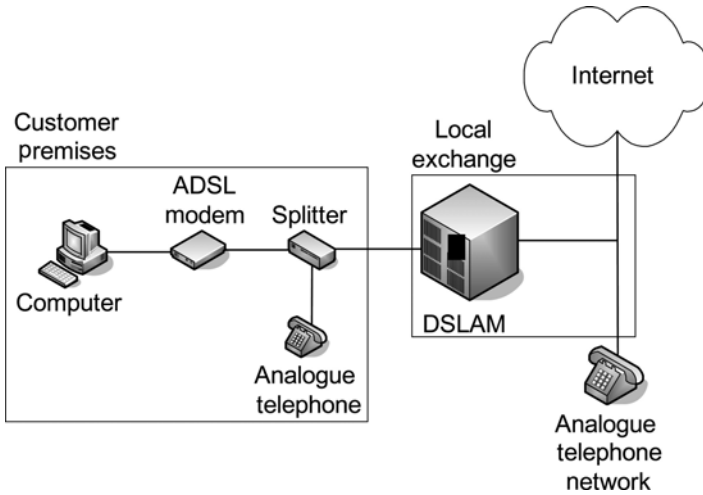 Internet
Customer
premises
Local
exchange
ADSL
modem
Splitter
Computer
DSLAM
Analogue
telephone
Analogue
telephone
network